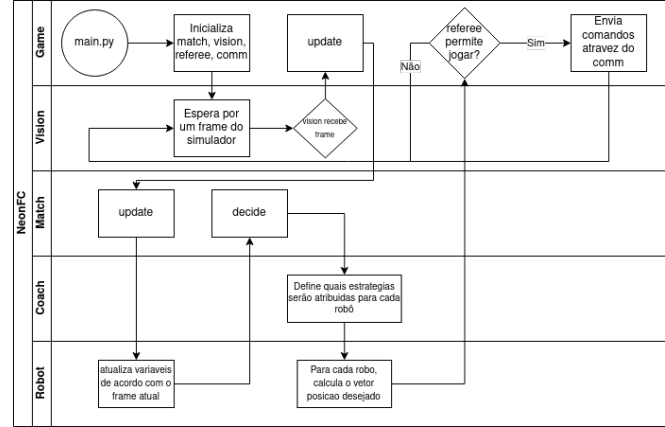 NeonFC
Game
main.py
Inicializa
match, vision,
referee, comm
update
referee
permite
jogar?
Sim
Não
Envia
comandos
atravez do
comm
Vision
Espera por
um frame do
simulador
vision recebe
frame
Match
update
decide
Coach
Define quais estrategias
serão atribuidas para cada
robô
Robot
atualiza variaveis
de acordo com o
frame atual
Para cada robo,
calcula o vetor
posicao desejado